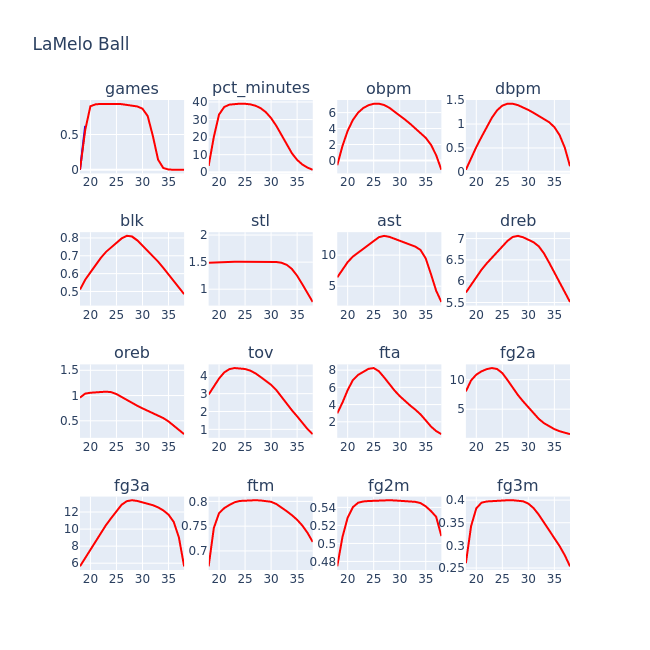 LaMelo Ball
games pct_minutes obpm dbpm
0 0.5
20 25 30 35
0 10 20 30 40
20 25 30 35
0 2 4 6
20 25 30 35
0 0.5 1 1.5
20 25 30 35
blk stl ast dreb
0.5 0.6 0.7 0.8
20 25 30 35
1 1.5 2
20 25 30 35
5 10
20 25 30 35
5.5 6 6.5 7
20 25 30 35
oreb tov fta fg2a
0.5 1 1.5
20 25 30 35
1 2 3 4
20 25 30 35
2 4 6 8
20 25 30 35
5 10
20 25 30 35
fg3a ftm fg2m fg3m
6 8 10 12
20 25 30 35
0.7 0.75 0.8
20 25 30 35
0.48 0.5 0.52 0.54
20 25 30 35
0.25 0.3 0.35 0.4
20 25 30 35